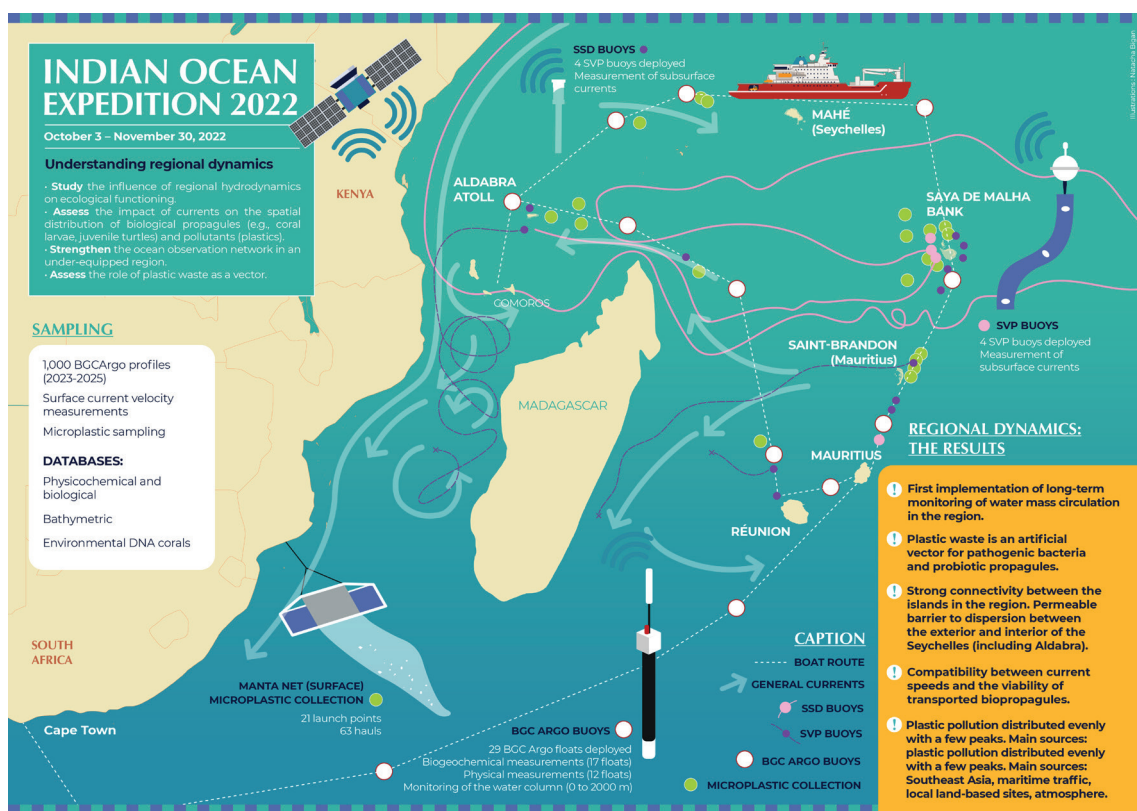 INDIAN OCEAN
EXPEDITION 2022
October 3 – November 30, 2022
Understanding regional dynamics
· Study the influence of regional hydrodynamics
on ecological functioning.
· Assess the impact of currents on the spatial
distribution of biological propagules (e.g., coral
larvae, juvenile turtles) and pollutants (plastics).
· Strengthen the ocean observation network in an
under-equipped region.
· Assess the role of plastic waste as a vector.
SAMPLING
1,000 BGCArgo profiles
(2023-2025)
Surface current velocity
measurements
Microplastic sampling
DATABASES:
Physicochemical and
biological
Bathymetric
Environmental DNA corals
KENYA
SOUTH
AFRICA
Cape Town
SSD BUOYS
4 SVP buoys deployed
Measurement of subsurface
currents
MAHÉ
(Seychelles)
ALDABRA
ATOLL
COMOROS
MADAGASCAR
SAYA DE MALHA
BANK
SVP BUOYS
4 SVP buoys deployed
Measurement of
subsurface currents
SAINT-BRANDON
(Mauritius)
MAURITIUS
RÉUNION
MANTA NET (SURFACE)
MICROPLASTIC COLLECTION
21 launch points
63 hauls
BGC ARGO BUOYS
29 BGC Argo floats deployed
Biogeochemical measurements (17 floats)
Physical measurements (12 floats)
Monitoring of the water column (0 to 2000 m)
CAPTION
BOAT ROUTE
GENERAL CURRENTS
SSD BUOYS
SVP BUOYS
BGC ARGO BUOYS
MICROPLASTIC COLLECTION
REGIONAL DYNAMICS:
THE RESULTS
! First implementation of long-term
monitoring of water mass circulation
in the region.
! Plastic waste is an artificial
vector for pathogenic bacteria
and probiotic propagules.
! Strong connectivity between the
islands in the region. Permeable
barrier to dispersion between
the exterior and interior of the
Seychelles (including Aldabra).
! Compatibility between current
speeds and the viability of
transported biopropagules.
! Plastic pollution distributed evenly
with a few peaks. Main sources:
plastic pollution distributed evenly
with a few peaks. Main sources:
Southeast Asia, maritime traffic,
local land-based sites, atmosphere.
Illustrations: Natacha Bigan